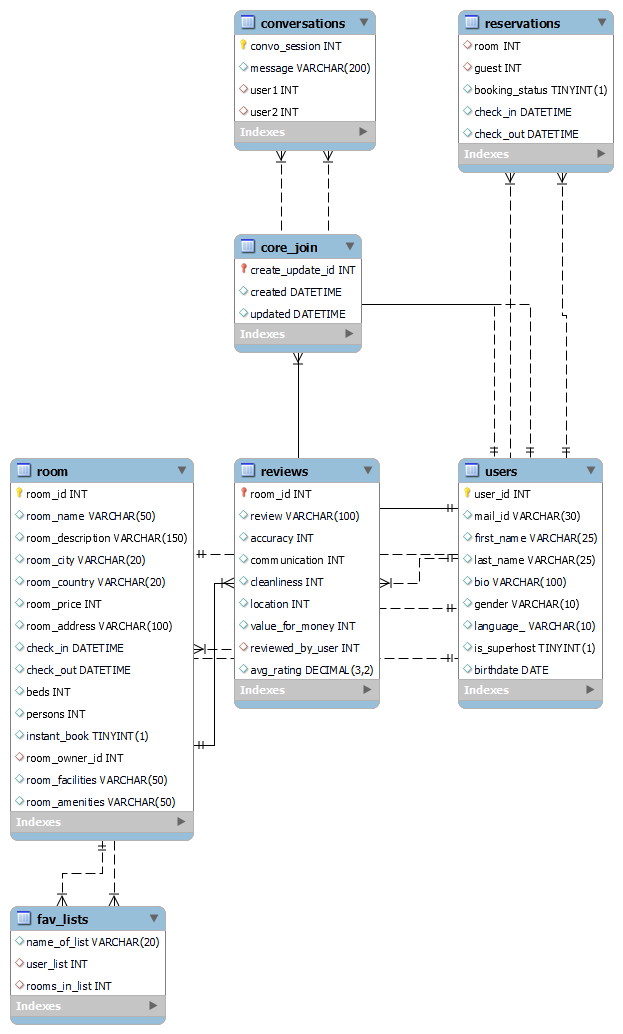 conversations
convo_session INT
message VARCHAR(200)
user1 INT
user2 INT
Indexes
reservations
room INT
guest INT
booking_status TINYINT(1)
check_in DATETIME
check_out DATETIME
Indexes
core_join
create_update_id INT
created DATETIME
updated DATETIME
Indexes
room
room_id INT
room_name VARCHAR(50)
room_description VARCHAR(150)
room_city VARCHAR(20)
room_country VARCHAR(20)
room_price INT
room_address VARCHAR(100)
check_in DATETIME
check_out DATETIME
beds INT
persons INT
instant_book TINYINT(1)
room_owner_id INT
room_facilities VARCHAR(50)
room_amenities VARCHAR(50)
Indexes
reviews
room_id INT
review VARCHAR(100)
accuracy INT
communication INT
cleanliness INT
location INT
value_for_money INT
reviewed_by_user INT
avg_rating DECIMAL(3,2)
Indexes
users
user_id INT
mail_id VARCHAR(30)
first_name VARCHAR(25)
last_name VARCHAR(25)
bio VARCHAR(100)
gender VARCHAR(10)
language_ VARCHAR(10)
is_superhost TINYINT(1)
birthdate DATE
Indexes
fav_lists
name_of_list VARCHAR(20)
user_list INT
rooms_in_list INT
Indexes